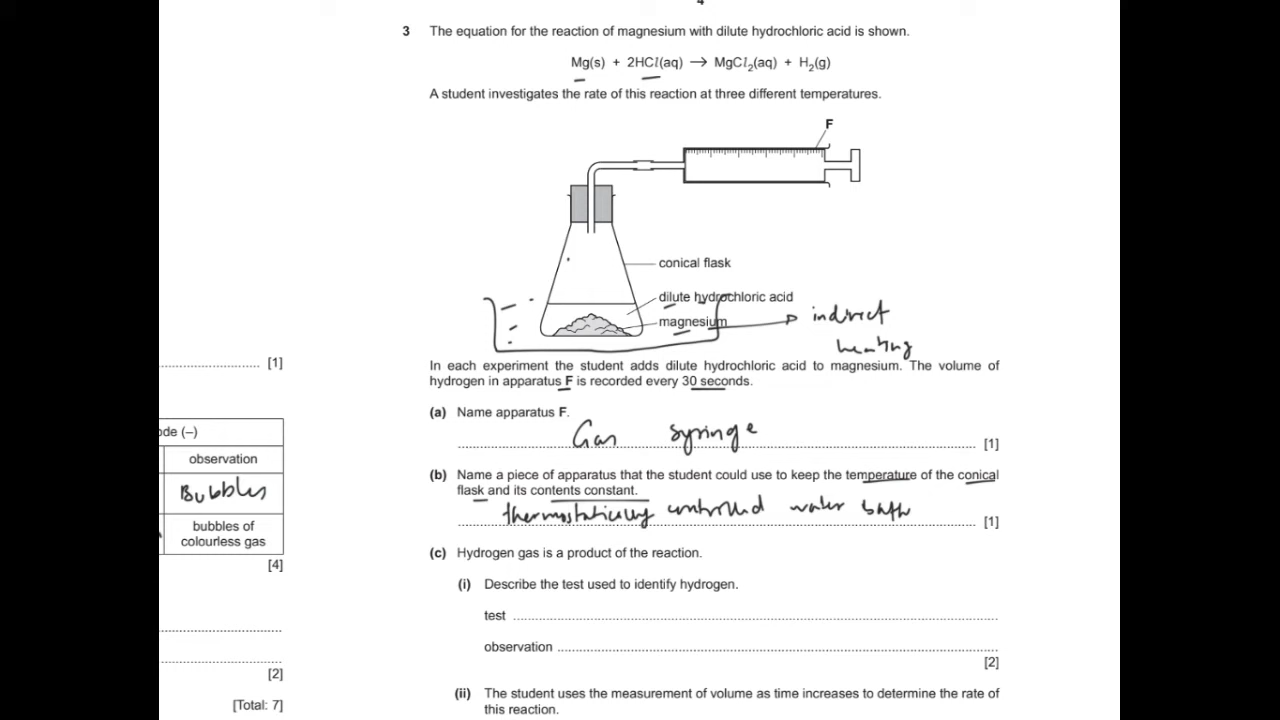 4
3 The equation for the reaction of magnesium with dilute hydrochloric acid is shown.
Mg(s) + 2HCl(aq) → MgCl₂(aq) + H₂(g)
A student investigates the rate of this reaction at three different temperatures.
F
conical flask
dilute hydrochloric acid
magnesium
indirect
heating
In each experiment the student adds dilute hydrochloric acid to magnesium. The volume of
hydrogen in apparatus F is recorded every 30 seconds.
(a) Name apparatus F.
Gas syringe
[1]
(b) Name a piece of apparatus that the student could use to keep the temperature of the conical
flask and its contents constant.
thermostatically controlled water bath
[1]
(c) Hydrogen gas is a product of the reaction.
(i) Describe the test used to identify hydrogen.
test
observation
[2]
(ii) The student uses the measurement of volume as time increases to determine the rate of
this reaction.
[1]
ode (–)
observation
Bubbles
bubbles of
colourless gas
[4]
[2]
[Total: 7]